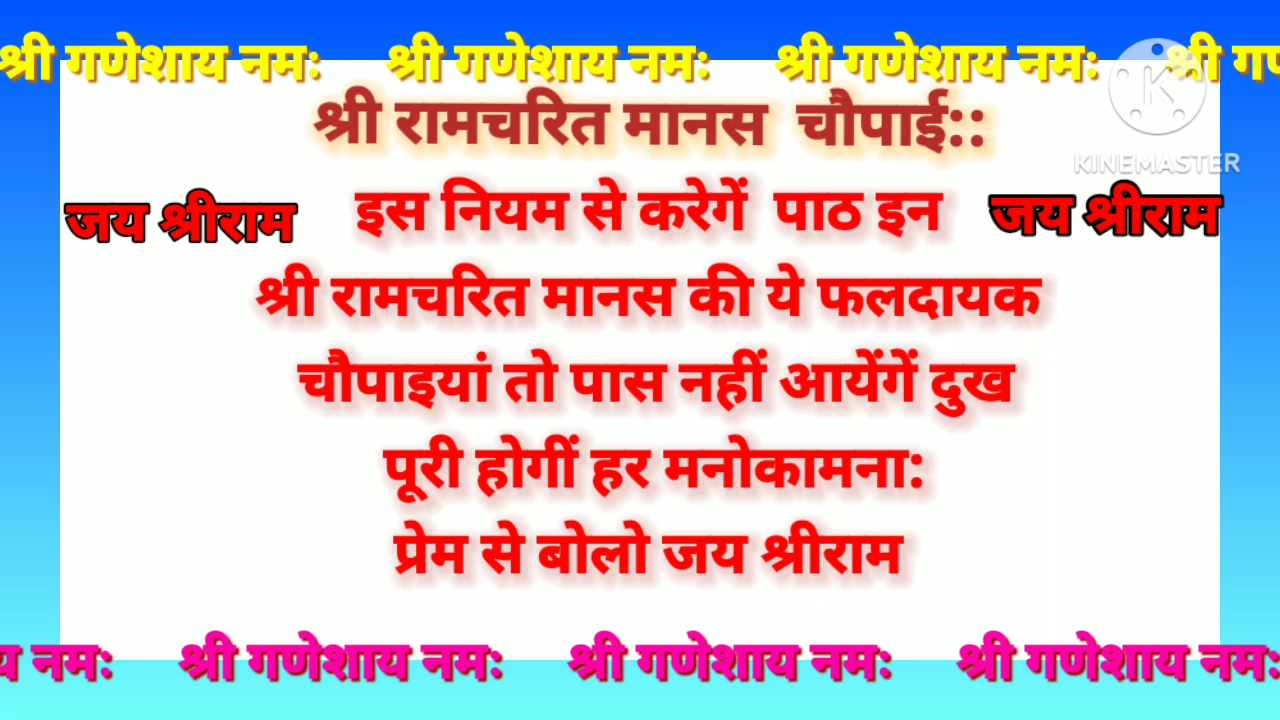 श्री गणेशाय नमः श्री गणेशाय नमः श्री गणेशाय नमः श्री गण
श्री रामचरित मानस चौपाई::
KINEMASTER
जय श्रीराम इस नियम से करेगें पाठ इन जय श्रीराम
श्री रामचरित मानस की ये फलदायक
चौपाइयां तो पास नहीं आयेंगें दुख
पूरी होगीं हर मनोकामना:
प्रेम से बोलो जय श्रीराम
य नमः श्री गणेशाय नमः श्री गणेशाय नमः श्री गणेशाय नमः